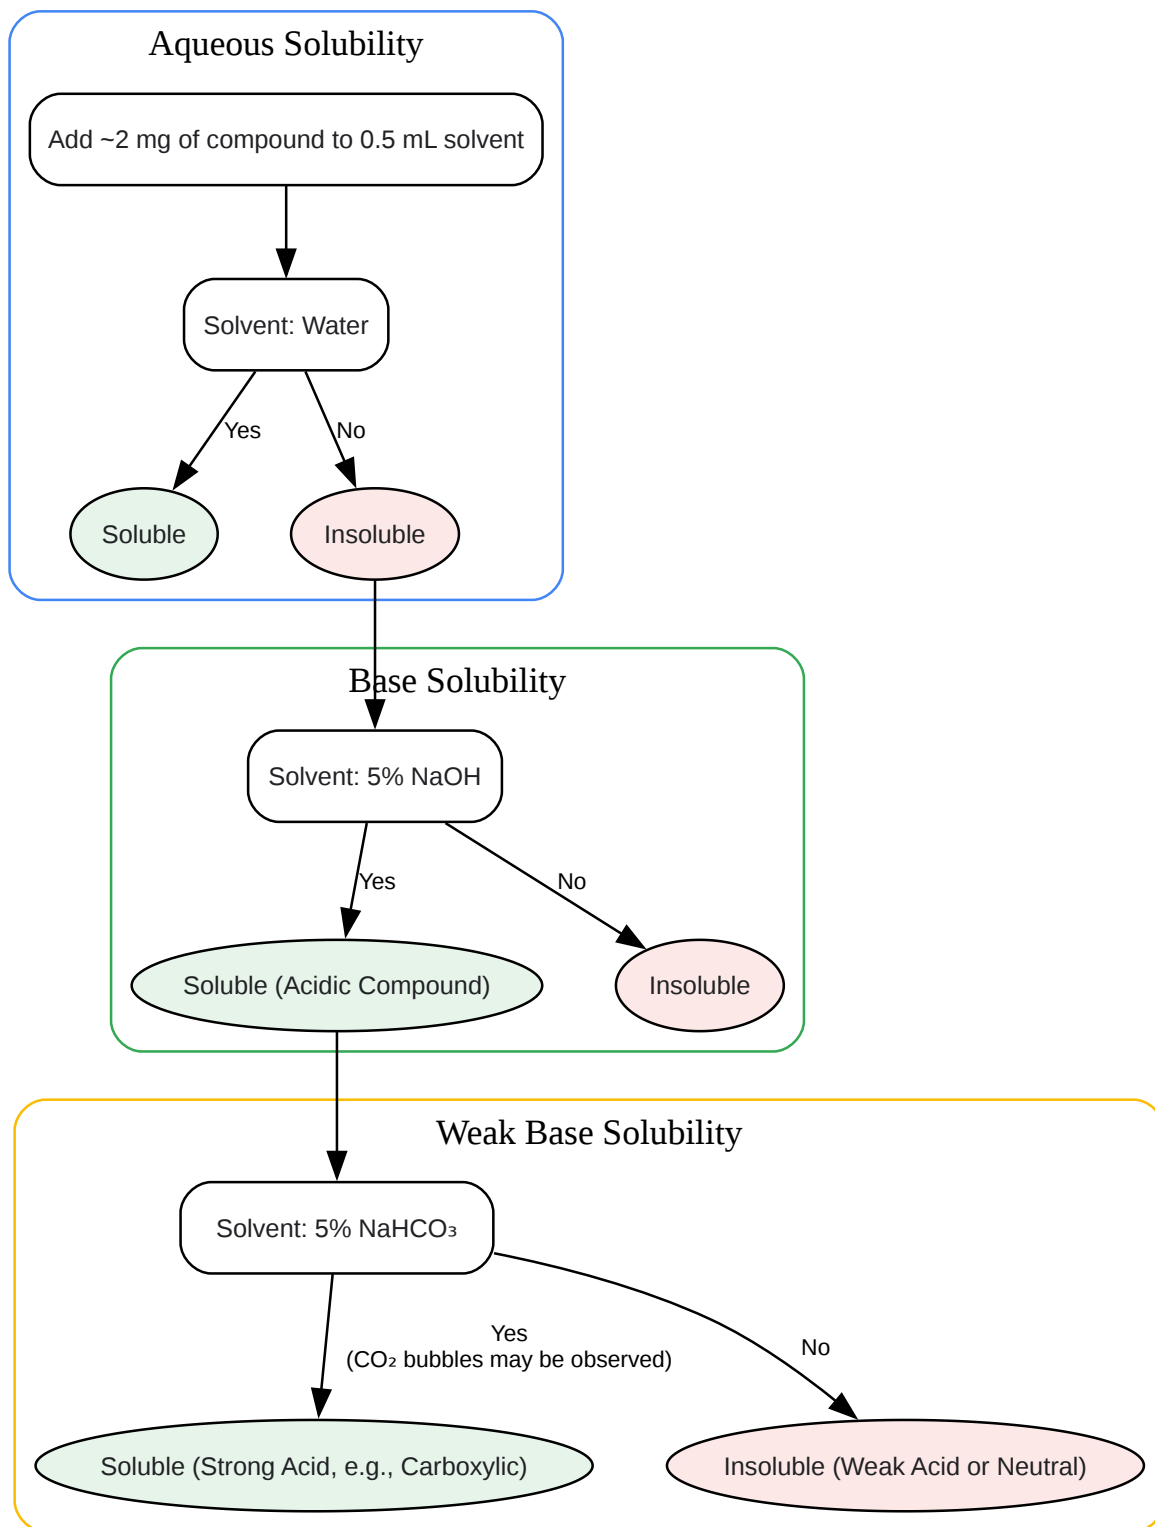 Aqueous Solubility
Add ~2 mg of compound to 0.5 mL solvent
Solvent: Water
Yes
No
Soluble
Insoluble
Base Solubility
Solvent: 5% NaOH
Yes
No
Soluble (Acidic Compound)
Insoluble
Weak Base Solubility
Solvent: 5% NaHCO₃
Yes
(CO₂ bubbles may be observed)
No
Soluble (Strong Acid, e.g., Carboxylic)
Insoluble (Weak Acid or Neutral)